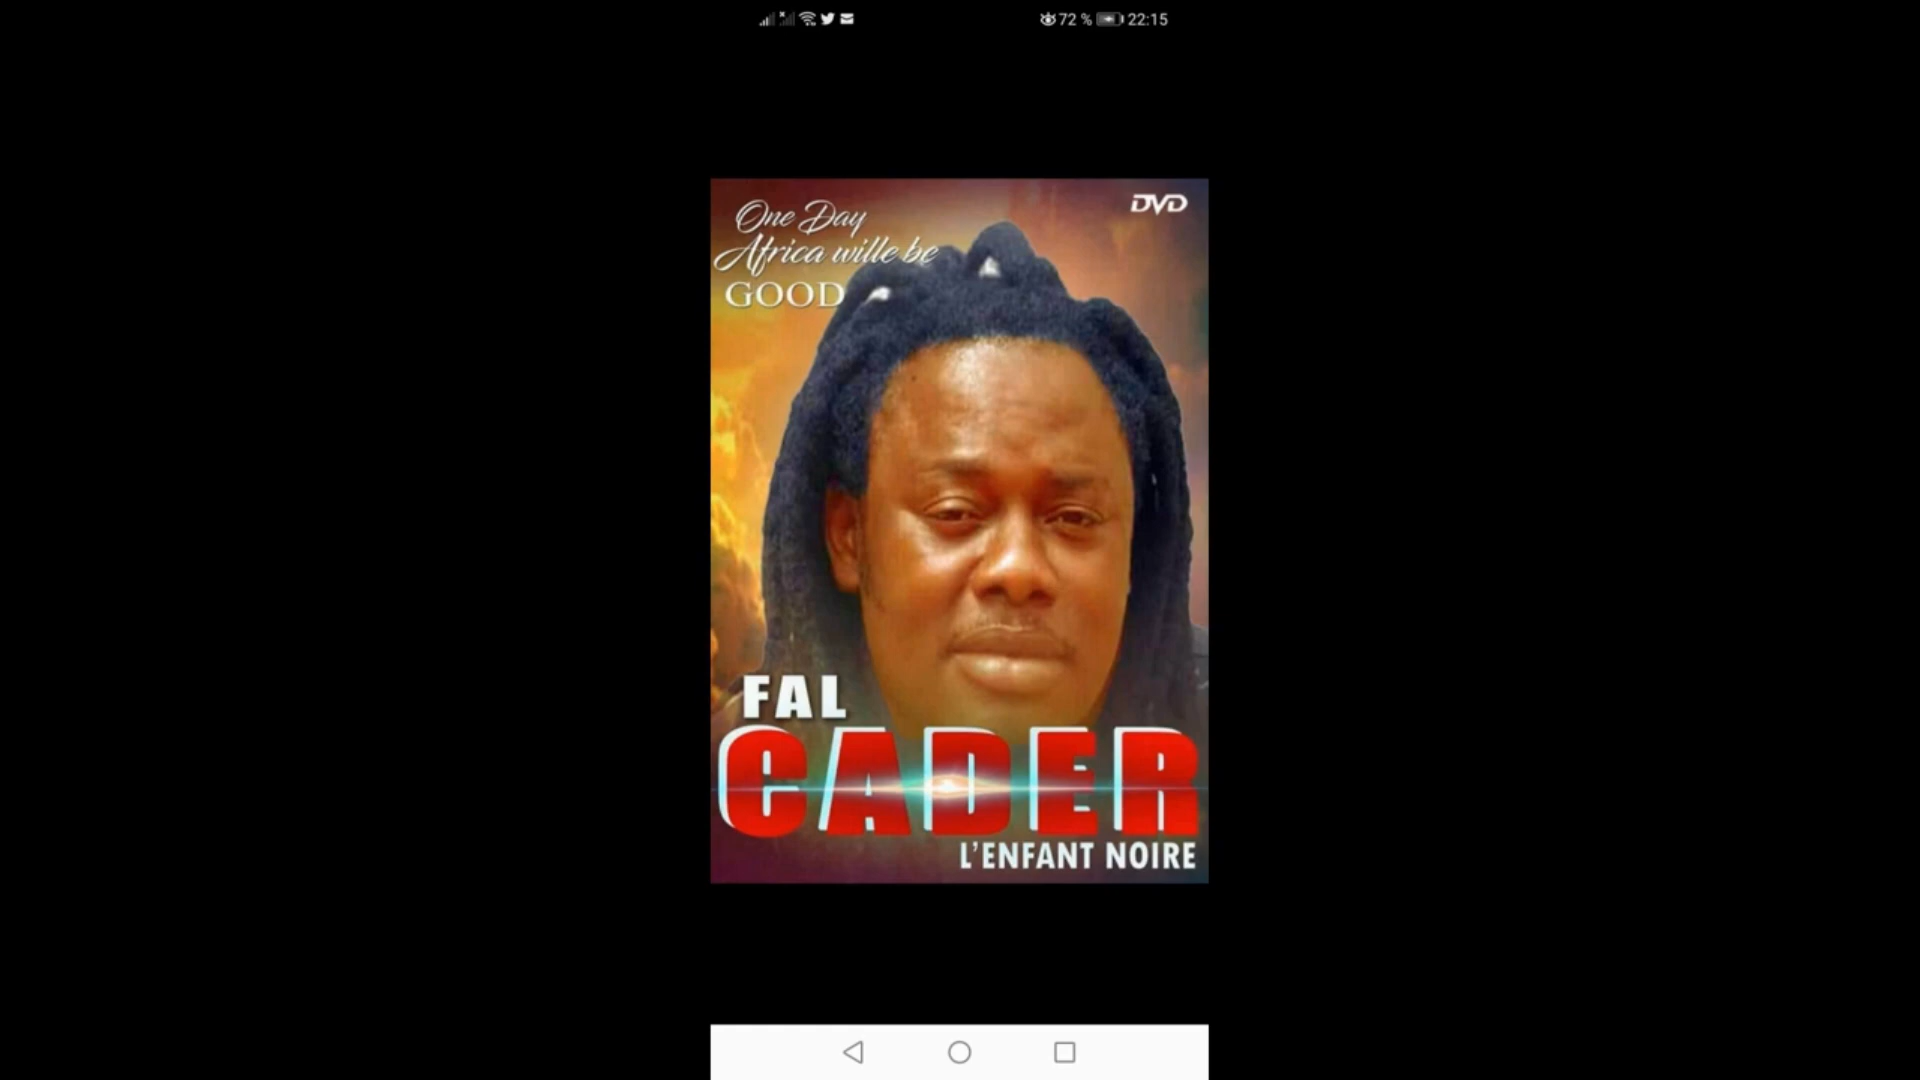 72 % 22:15
DVD
One Day
Africa wille be
GOOD
FAL
CADER
L'ENFANT NOIRE